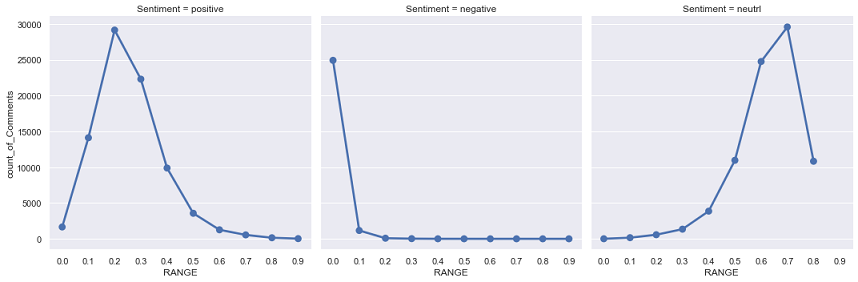 Sentiment = positive
Sentiment = negative
Sentiment = neutrl
count_of_Comments
30000
25000
20000
15000
10000
5000
0
0.0 0.1 0.2 0.3 0.4 0.5 0.6 0.7 0.8 0.9
RANGE
0.0 0.1 0.2 0.3 0.4 0.5 0.6 0.7 0.8 0.9
RANGE
0.0 0.1 0.2 0.3 0.4 0.5 0.6 0.7 0.8 0.9
RANGE